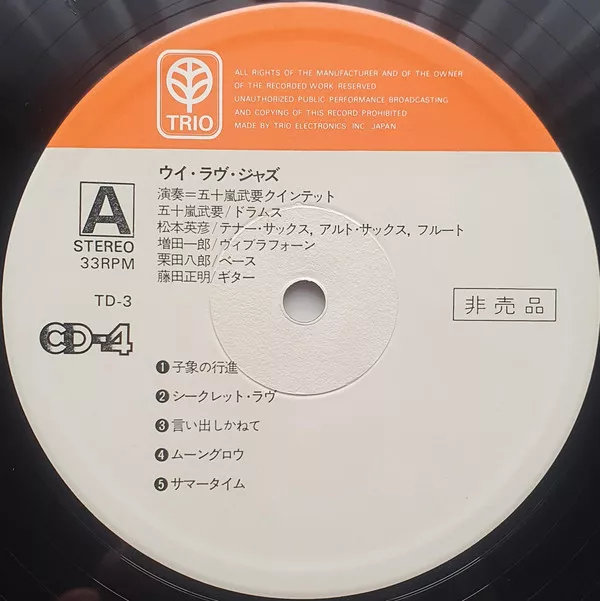 TRIO
ALL RIGHTS OF THE MANUFACTURER AND OF THE OWNER
OF THE RECORDED WORK RESERVED
UNAUTHORIZED PUBLIC PERFORMANCE BROADCASTING
AND COPYING OF THIS RECORD PROHIBITED
MADE BY TRIO ELECTRONICS INC JAPAN
ウイ・ラヴ・ジャズ
演奏=五十嵐武要クインテット
五十嵐武要/ドラムス
松本英彦/テナー・サックス, アルト・サックス, フルート
増田一郎/ヴィブラフォーン
栗田八郎/ベース
藤田正明/ギター
A
STEREO
33RPM
TD-3
CD-4
非売品
❶子象の行進
❷シークレット・ラヴ
❸言い出しかねて
❹ムーングロウ
❺サマータイム